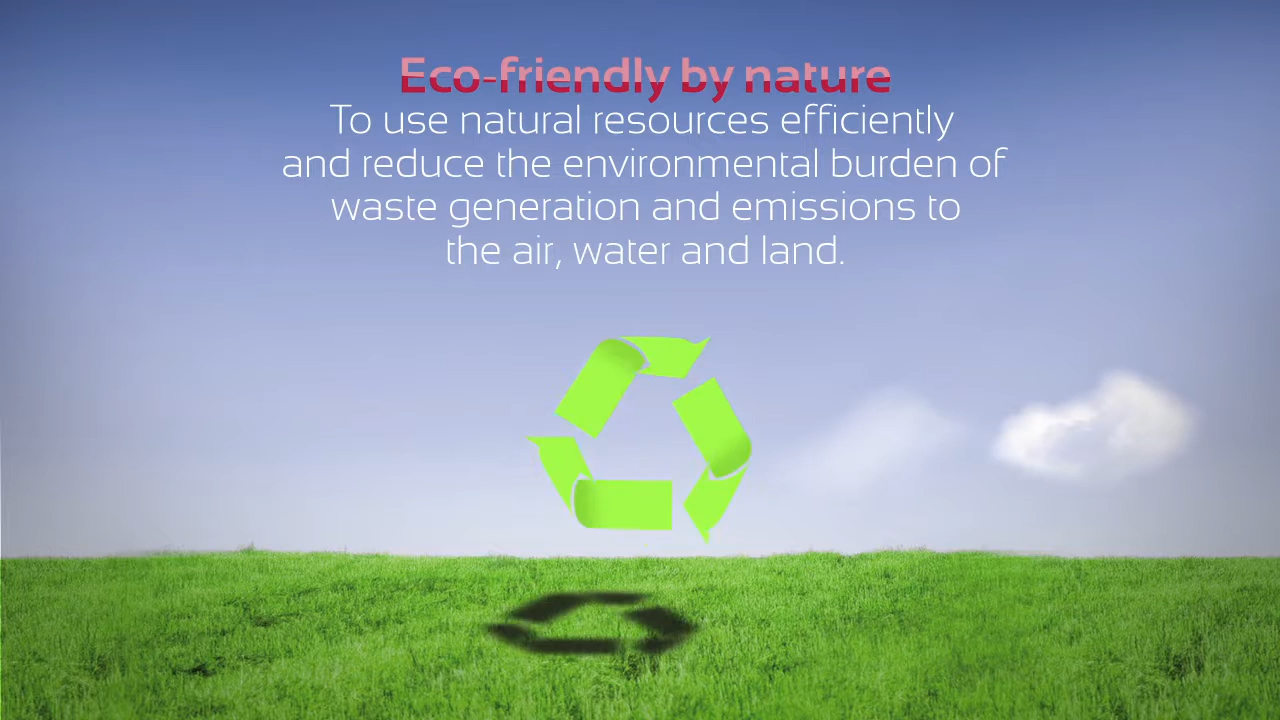 Eco-friendly by nature
To use natural resources efficiently
and reduce the environmental burden of
waste generation and emissions to
the air, water and land.